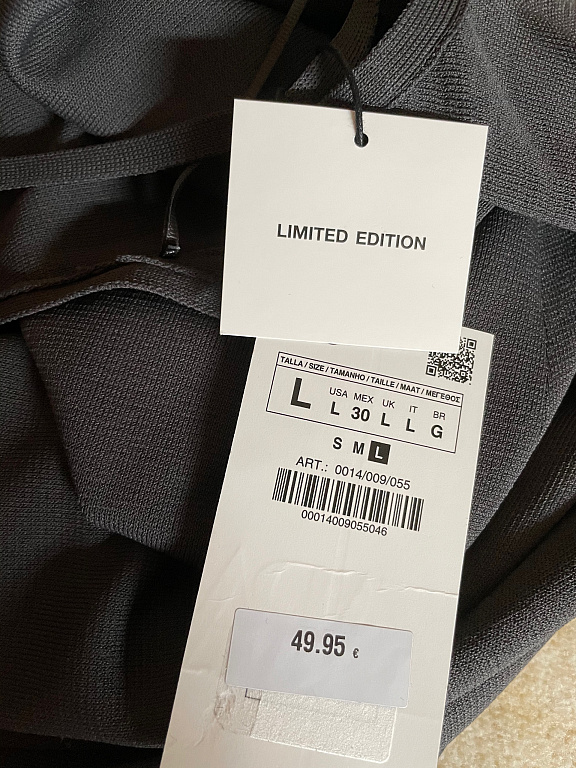 LIMITED EDITION
TALLA / SIZE / TAMANHO / TAILLE / MAAT / ΜΕΓΕΘΟΣ
L
USA MEX UK IT BR
L 30 L L G
S M L
ART.: 0014/009/055
00014009055046
49.95 €